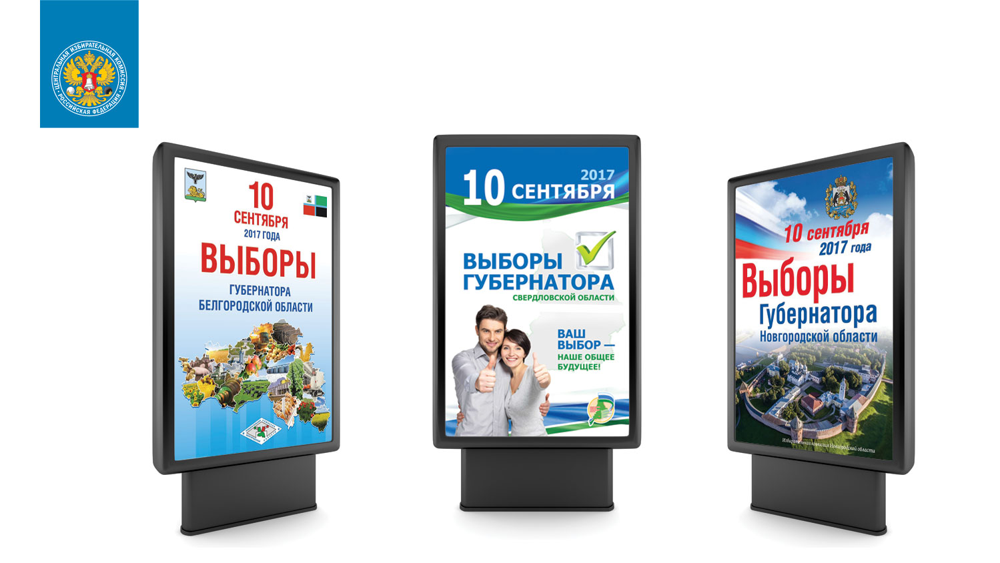 ЦЕНТРАЛЬНАЯ ИЗБИРАТЕЛЬНАЯ КОМИССИЯ
РОССИЙСКАЯ ФЕДЕРАЦИЯ
10
СЕНТЯБРЯ
2017 ГОДА
ВЫБОРЫ
ГУБЕРНАТОРА
БЕЛГОРОДСКОЙ ОБЛАСТИ
2017
10 СЕНТЯБРЯ
ВЫБОРЫ
ГУБЕРНАТОРА
СВЕРДЛОВСКОЙ ОБЛАСТИ
ВАШ
ВЫБОР —
НАШЕ ОБЩЕЕ
БУДУЩЕЕ!
10 сентября
2017 года
Выборы
Губернатора
Новгородской области
Избирательная комиссия Новгородской области